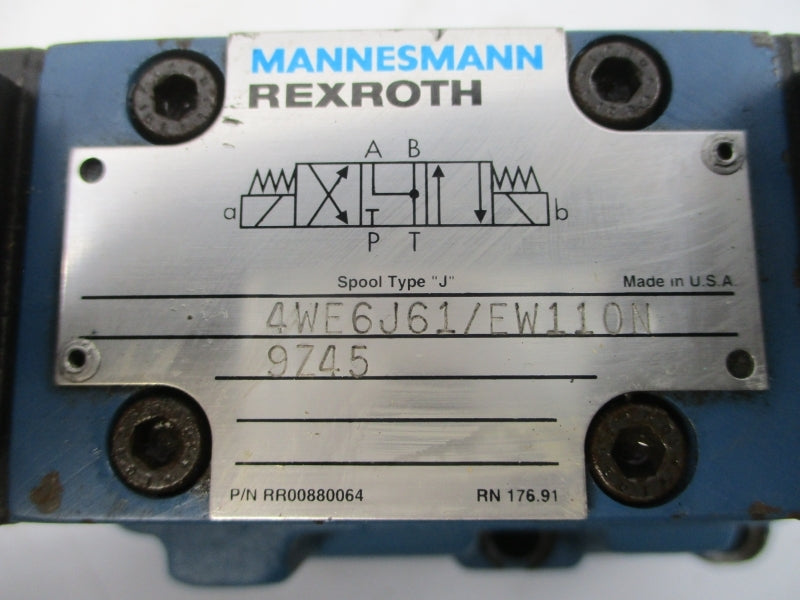 MANNESMANN
REXROTH
A B
a b
P T
Spool Type "J" Made in U.S.A.
4WE6J61/EW110N
9Z45
P/N RR00880064 RN 176.91